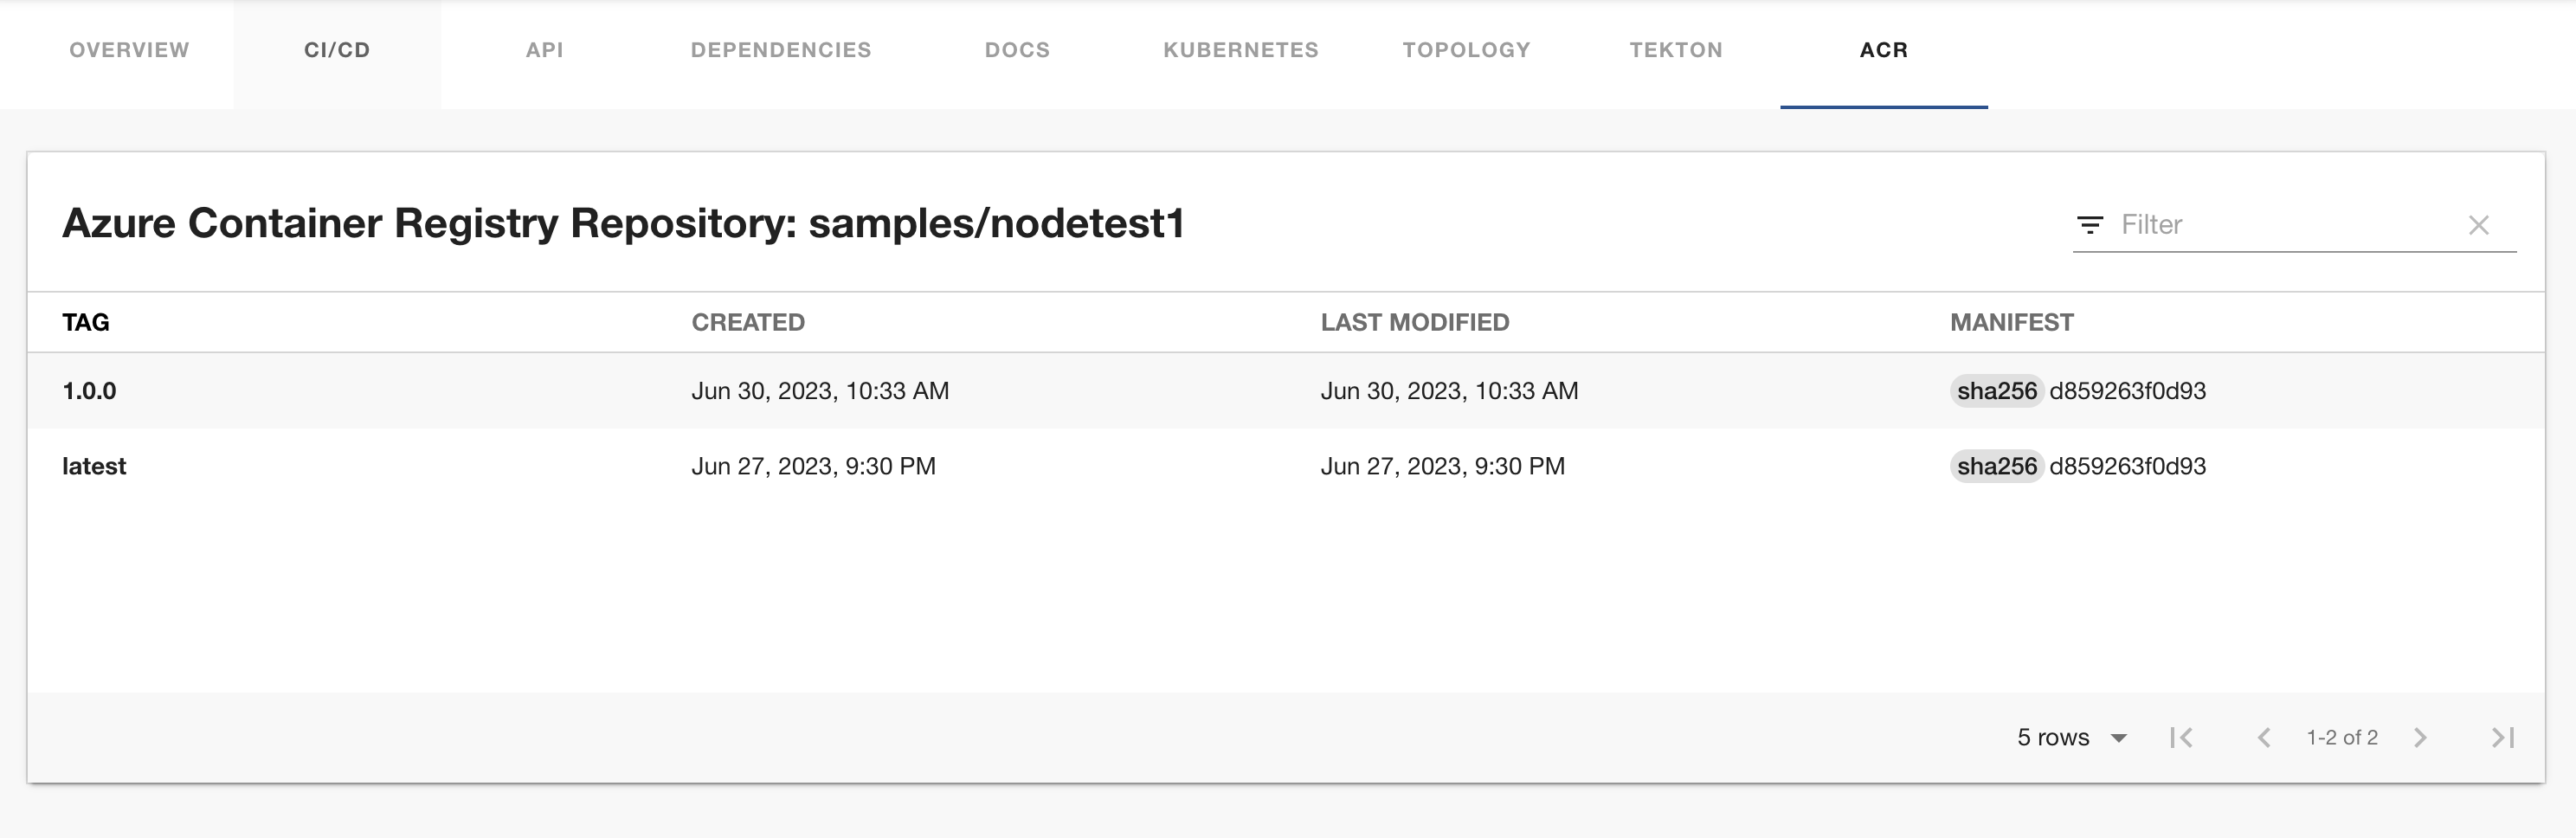 OVERVIEW CI/CD API DEPENDENCIES DOCS KUBERNETES TOPOLOGY TEKTON ACR
Azure Container Registry Repository: samples/nodetest1 Filter
TAG CREATED LAST MODIFIED MANIFEST
1.0.0 Jun 30, 2023, 10:33 AM Jun 30, 2023, 10:33 AM sha256 d859263f0d93
latest Jun 27, 2023, 9:30 PM Jun 27, 2023, 9:30 PM sha256 d859263f0d93
5 rows 1-2 of 2